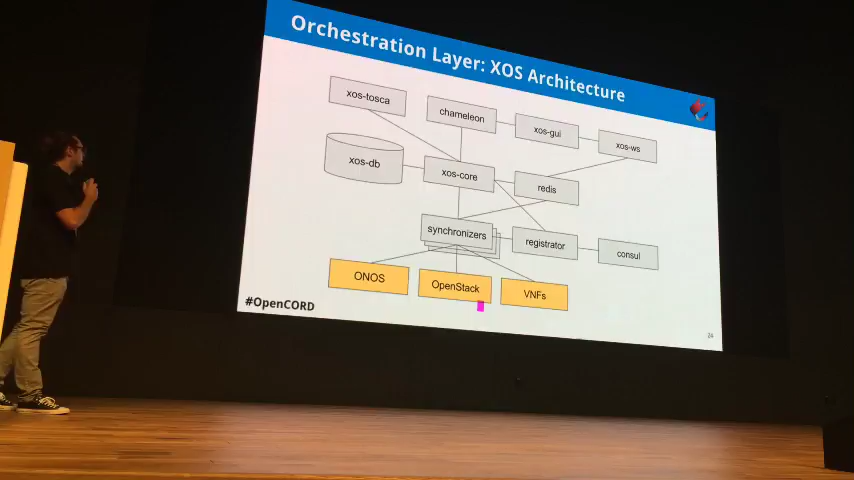 Orchestration Layer: XOS Architecture
xos-tosca
chameleon
xos-gui
xos-ws
xos-db
xos-core
redis
synchronizers
registrator
consul
ONOS
OpenStack
VNFs
#OpenCORD
24